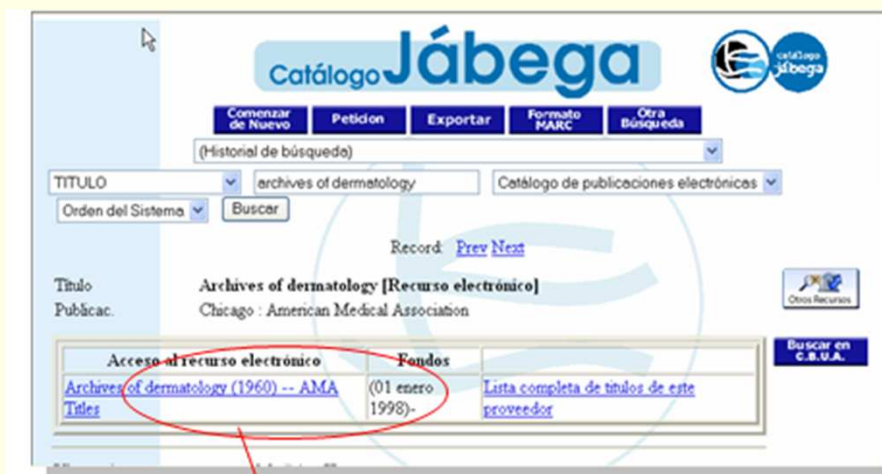 Catálogo Jábega
catálogo jábega
Comenzar de Nuevo Peticion Exportar Formato MARC Otra Búsqueda
(Historial de búsqueda)
TITULO archives of dermatology Catálogo de publicaciones electrónicas
Orden del Sistema Buscar
Record: Prev Next
Título Archives of dermatology [Recurso electrónico]
Publicac. Chicago : American Medical Association
Otros Recursos
Buscar en C.B.U.A.
Acceso al recurso electrónico Fondos
Archives of dermatology (1960) -- AMA (01 enero Lista completa de titulos de este
Titles 1998)- proveedor